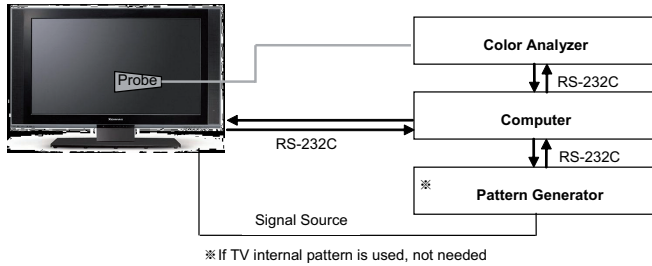 Color Analyzer
Probe
RS-232C
Computer
RS-232C
RS-232C
※
Pattern Generator
Signal Source
※ If TV internal pattern is used, not needed